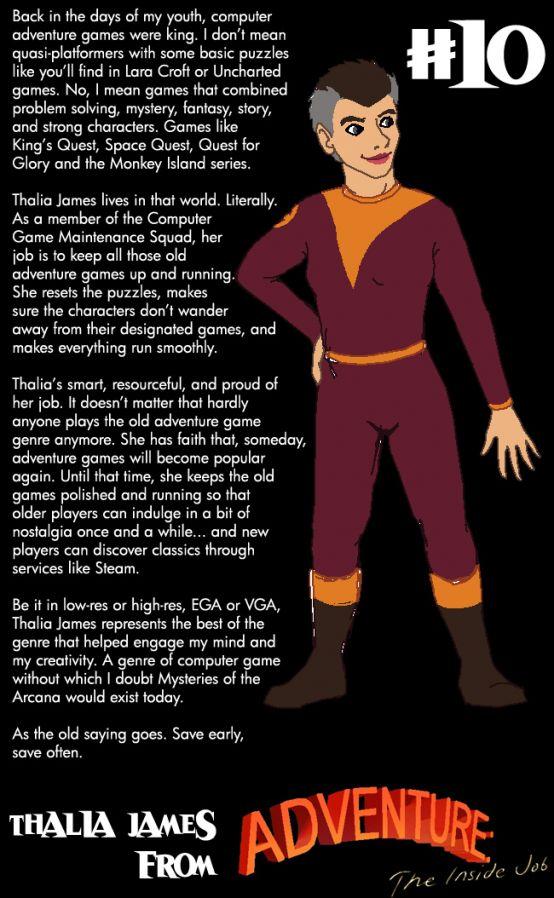 Back in the days of my youth, computer
adventure games were king. I don't mean
quasi-platformers with some basic puzzles
like you'll find in Lara Croft or Uncharted
games. No, I mean games that combined
problem solving, mystery, fantasy, story,
and strong characters. Games like
King's Quest, Space Quest, Quest for
Glory and the Monkey Island series.
#10
Thalia James lives in that world. Literally.
As a member of the Computer
Game Maintenance Squad, her
job is to keep all those old
adventure games up and running.
She resets the puzzles, makes
sure the characters don't wander
away from their designated games, and
makes everything run smoothly.
Thalia's smart, resourceful, and proud of
her job. It doesn't matter that hardly
anyone plays the old adventure game
genre anymore. She has faith that, someday,
adventure games will become popular
again. Until that time, she keeps the old
games polished and running so that
older players can indulge in a bit of
nostalgia once and a while... and new
players can discover classics through
services like Steam.
Be it in low-res or high-res, EGA or VGA,
Thalia James represents the best of the
genre that helped engage my mind and
my creativity. A genre of computer game
without which I doubt Mysteries of the
Arcana would exist today.
As the old saying goes. Save early,
save often.
THALIA JAMES
FROM
ADVENTURE:
The Inside Job